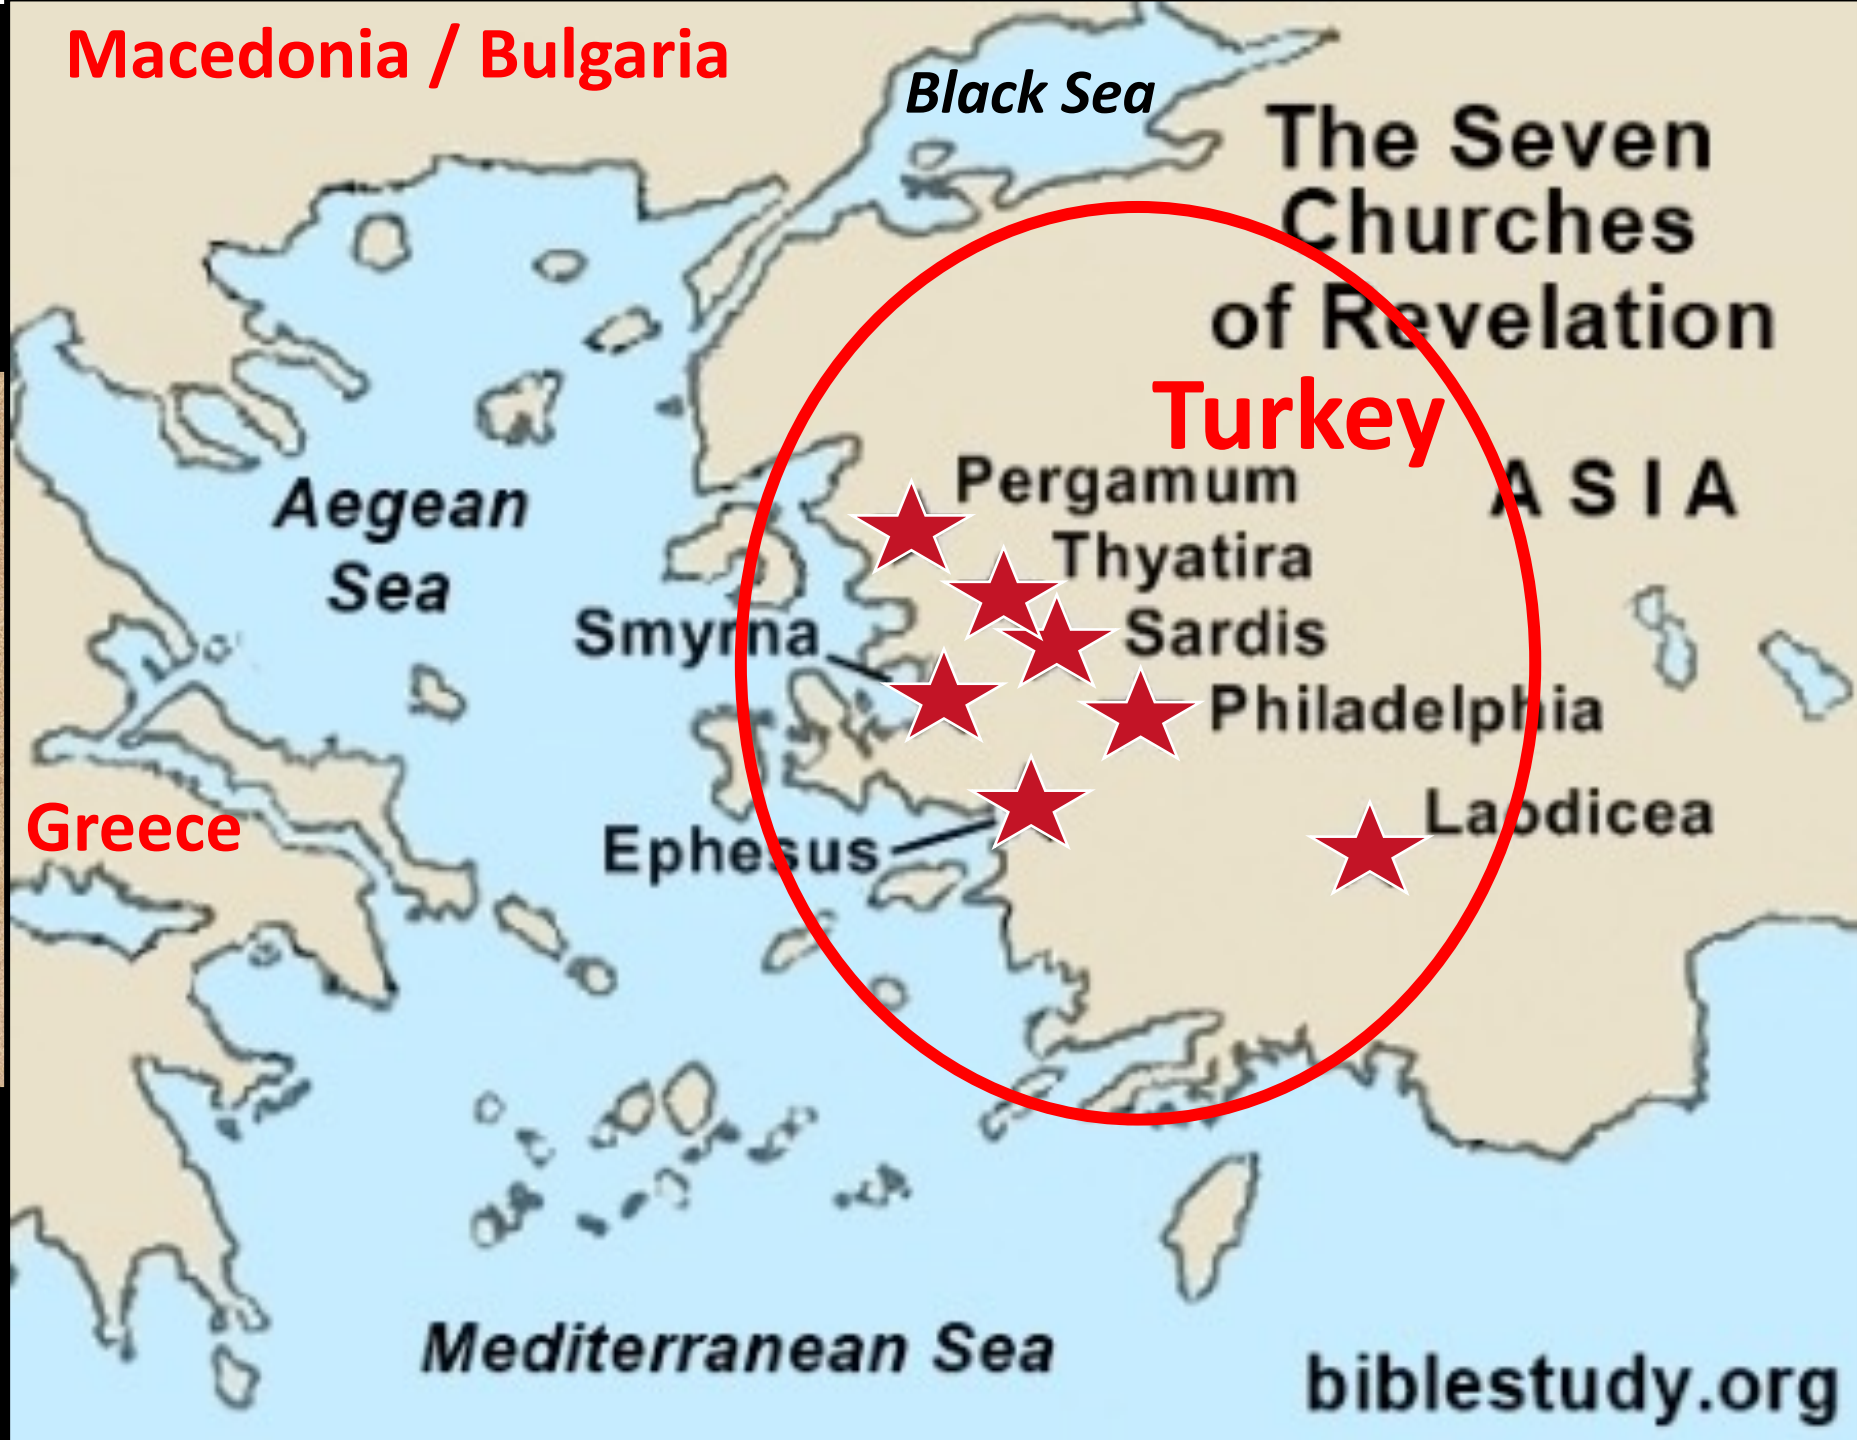 Macedonia / Bulgaria
Black Sea
The Seven
Churches
of Revelation
Turkey
Pergamum
ASIA
Aegean
Sea
Thyatira
Smyrna
Sardis
Philadelphia
Greece
Ephesus
Laodicea
Mediterranean Sea
biblestudy.org